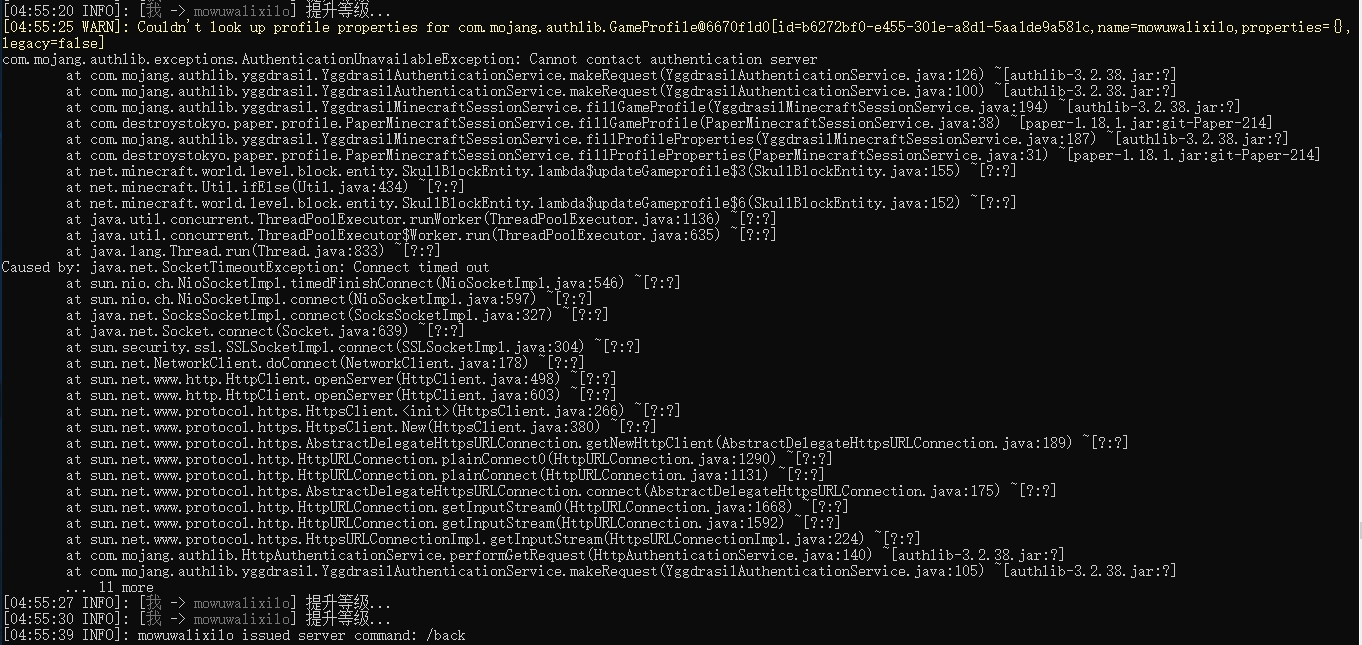 [04:55:20 INFO]: [我 -> mowuwalixilo] 提升等级...
[04:55:25 WARN]: Couldn't look up profile properties for com.mojang.authlib.GameProfile@6670f1d0[id=b6272bf0-e455-301e-a8d1-5aa1de9a581c,name=mowuwalixilo,properties={},
legacy=false]
com.mojang.authlib.exceptions.AuthenticationUnavailableException: Cannot contact authentication server
at com.mojang.authlib.yggdrasil.YggdrasilAuthenticationService.makeRequest(YggdrasilAuthenticationService.java:126) ~[authlib-3.2.38.jar:?]
at com.mojang.authlib.yggdrasil.YggdrasilAuthenticationService.makeRequest(YggdrasilAuthenticationService.java:100) ~[authlib-3.2.38.jar:?]
at com.mojang.authlib.yggdrasil.YggdrasilMinecraftSessionService.fillGameProfile(YggdrasilMinecraftSessionService.java:194) ~[authlib-3.2.38.jar:?]
at com.destroystokyo.paper.profile.PaperMinecraftSessionService.fillGameProfile(PaperMinecraftSessionService.java:38) ~[paper-1.18.1.jar:git-Paper-214]
at com.mojang.authlib.yggdrasil.YggdrasilMinecraftSessionService.fillProfileProperties(YggdrasilMinecraftSessionService.java:187) ~[authlib-3.2.38.jar:?]
at com.destroystokyo.paper.profile.PaperMinecraftSessionService.fillProfileProperties(PaperMinecraftSessionService.java:31) ~[paper-1.18.1.jar:git-Paper-214]
at net.minecraft.world.level.block.entity.SkullBlockEntity.lambda$updateGameprofile$3(SkullBlockEntity.java:155) ~[?:?]
at net.minecraft.Util.ifElse(Util.java:434) ~[?:?]
at net.minecraft.world.level.block.entity.SkullBlockEntity.lambda$updateGameprofile$6(SkullBlockEntity.java:152) ~[?:?]
at java.util.concurrent.ThreadPoolExecutor.runWorker(ThreadPoolExecutor.java:1136) ~[?:?]
at java.util.concurrent.ThreadPoolExecutor$Worker.run(ThreadPoolExecutor.java:635) ~[?:?]
at java.lang.Thread.run(Thread.java:833) ~[?:?]
Caused by: java.net.SocketTimeoutException: Connect timed out
at sun.nio.ch.NioSocketImpl.timedFinishConnect(NioSocketImpl.java:546) ~[?:?]
at sun.nio.ch.NioSocketImpl.connect(NioSocketImpl.java:597) ~[?:?]
at java.net.SocksSocketImpl.connect(SocksSocketImpl.java:327) ~[?:?]
at java.net.Socket.connect(Socket.java:639) ~[?:?]
at sun.security.ssl.SSLSocketImpl.connect(SSLSocketImpl.java:304) ~[?:?]
at sun.net.NetworkClient.doConnect(NetworkClient.java:178) ~[?:?]
at sun.net.www.http.HttpClient.openServer(HttpClient.java:498) ~[?:?]
at sun.net.www.http.HttpClient.openServer(HttpClient.java:603) ~[?:?]
at sun.net.www.protocol.https.HttpsClient.<init>(HttpsClient.java:266) ~[?:?]
at sun.net.www.protocol.https.HttpsClient.New(HttpsClient.java:380) ~[?:?]
at sun.net.www.protocol.https.AbstractDelegateHttpsURLConnection.getNewHttpClient(AbstractDelegateHttpsURLConnection.java:189) ~[?:?]
at sun.net.www.protocol.http.HttpURLConnection.plainConnect0(HttpURLConnection.java:1290) ~[?:?]
at sun.net.www.protocol.http.HttpURLConnection.plainConnect(HttpURLConnection.java:1131) ~[?:?]
at sun.net.www.protocol.https.AbstractDelegateHttpsURLConnection.connect(AbstractDelegateHttpsURLConnection.java:175) ~[?:?]
at sun.net.www.protocol.http.HttpURLConnection.getInputStream0(HttpURLConnection.java:1668) ~[?:?]
at sun.net.www.protocol.http.HttpURLConnection.getInputStream(HttpURLConnection.java:1592) ~[?:?]
at sun.net.www.protocol.https.HttpsURLConnectionImpl.getInputStream(HttpsURLConnectionImpl.java:224) ~[?:?]
at com.mojang.authlib.HttpAuthenticationService.performGetRequest(HttpAuthenticationService.java:140) ~[authlib-3.2.38.jar:?]
at com.mojang.authlib.yggdrasil.YggdrasilAuthenticationService.makeRequest(YggdrasilAuthenticationService.java:105) ~[authlib-3.2.38.jar:?]
... 11 more
[04:55:27 INFO]: [我 -> mowuwalixilo] 提升等级...
[04:55:30 INFO]: [我 -> mowuwalixilo] 提升等级...
[04:55:39 INFO]: mowuwalixilo issued server command: /back